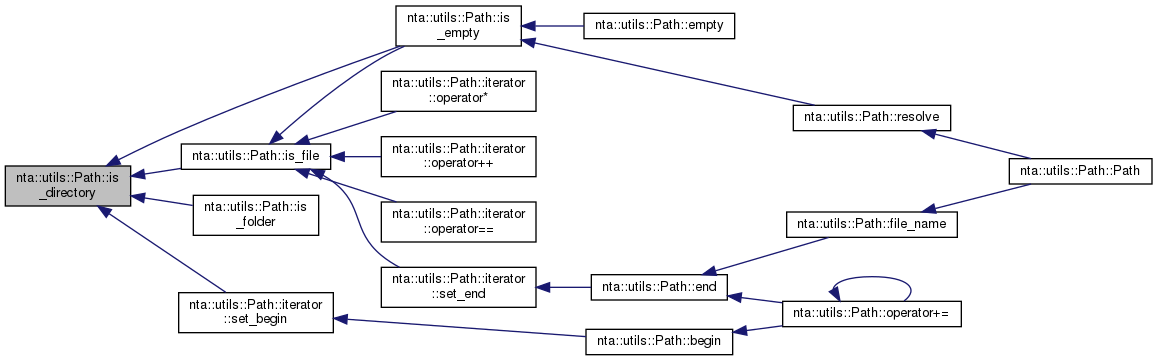 nta::utils::Path::is
_empty
nta::utils::Path::empty
nta::utils::Path::iterator
::operator*
nta::utils::Path::resolve
nta::utils::Path::is_file
nta::utils::Path::iterator
::operator++
nta::utils::Path::is
_directory
nta::utils::Path::Path
nta::utils::Path::is
_folder
nta::utils::Path::iterator
::operator==
nta::utils::Path::file_name
nta::utils::Path::iterator
::set_end
nta::utils::Path::end
nta::utils::Path::iterator
::set_begin
nta::utils::Path::operator+=
nta::utils::Path::begin